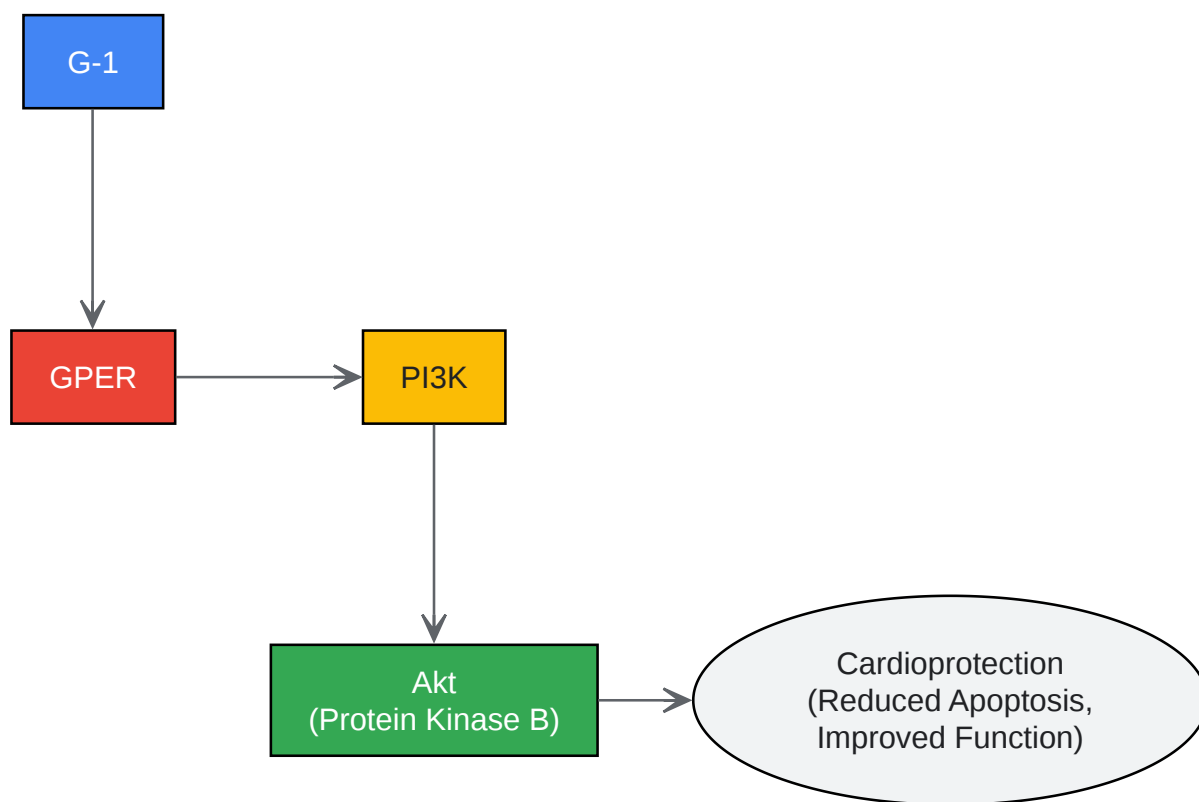 G-1
GPER
PI3K
Akt
(Protein Kinase B)
Cardioprotection
(Reduced Apoptosis,
Improved Function)